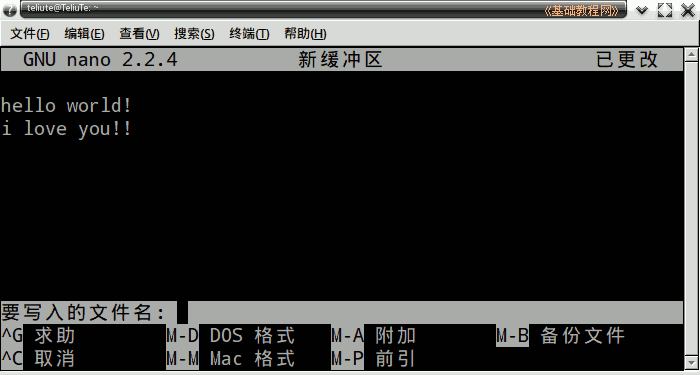 teliute@TeliuTe: ~ 《基础教程网》
文件(F) 编辑(E) 查看(V) 搜索(S) 终端(T) 帮助(H)
GNU nano 2.2.4 新缓冲区 已更改
hello world!
i love you!!
要写入的文件名:
^G 求助 M-D DOS 格式 M-A 附加 M-B 备份文件
^C 取消 M-M Mac 格式 M-P 前引